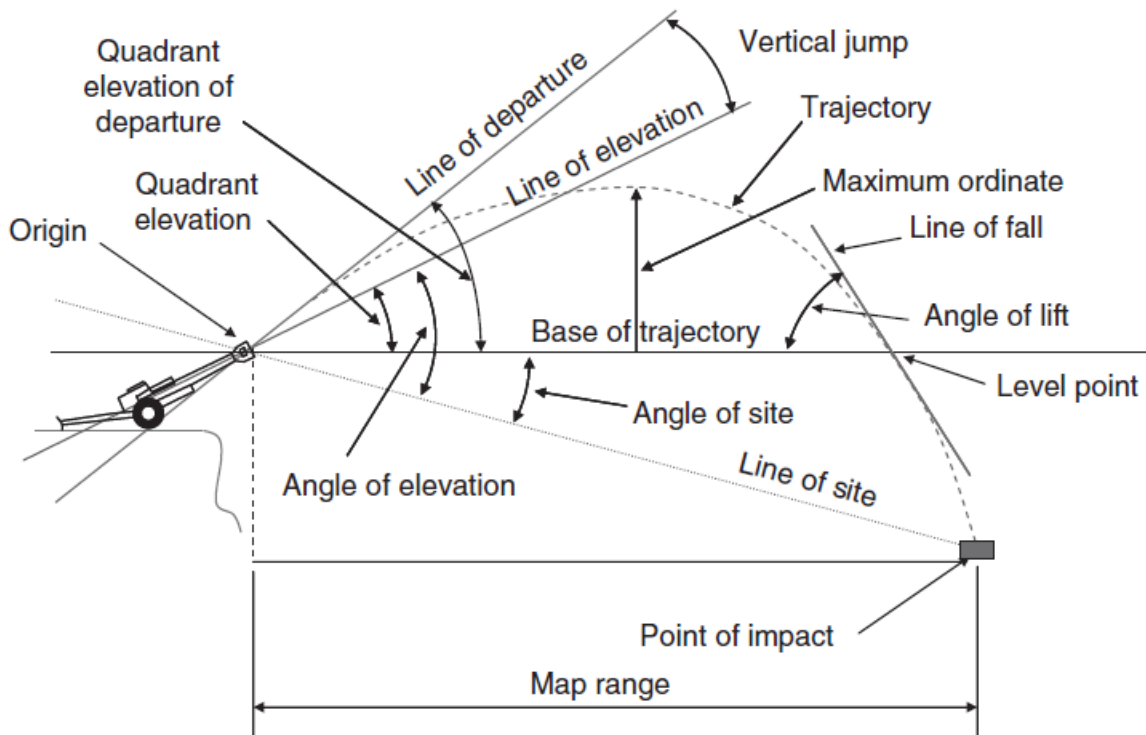 Quadrant
elevation of
departure
Vertical jump
Line of departure
Line of elevation
Trajectory
Quadrant
elevation
Maximum ordinate
Origin
Line of fall
Base of trajectory
Angle of lift
Level point
Angle of site
Angle of elevation
Line of site
Point of impact
Map range